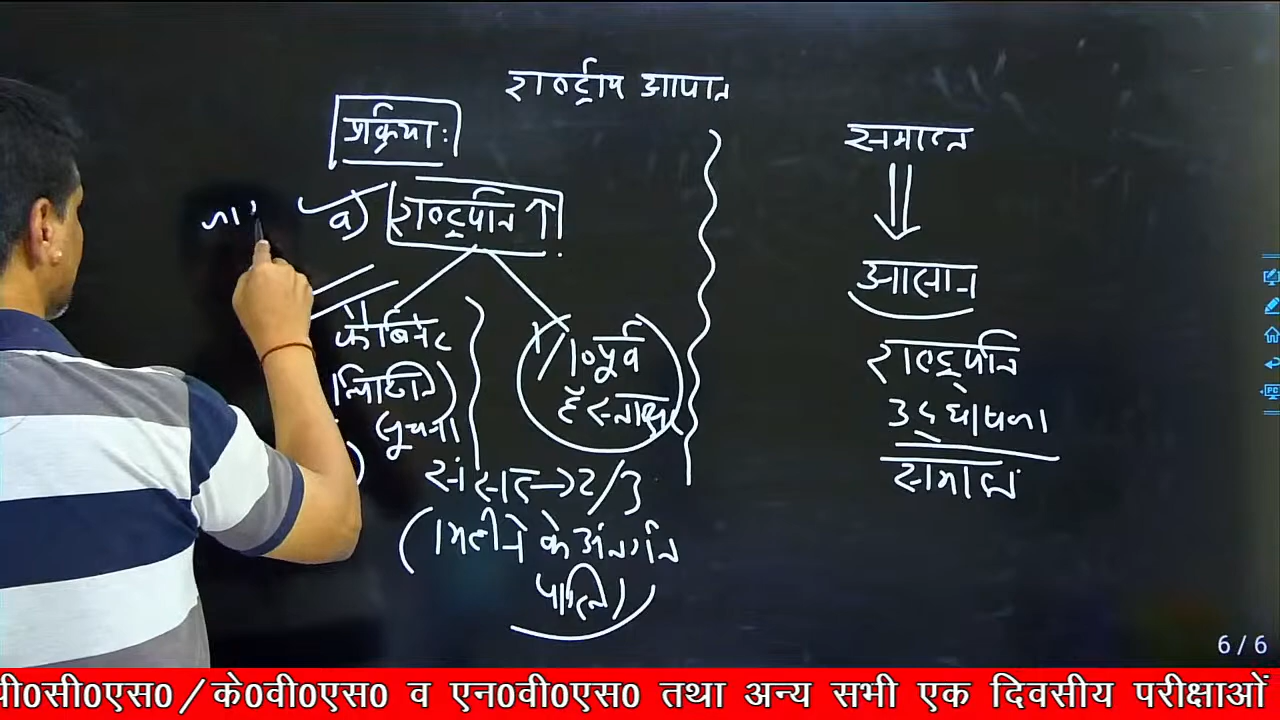 राष्ट्रीय आपात
प्रक्रिया:
a) राष्ट्रपति ↑
कैबिनेट
लिखित)
सूचना
पूर्व
हस्ताक्षर
संसद → 2/3
(1 महीने के अंतर्गत
पारित)
समाप्त
⇓
आसान
राष्ट्रपति
उद्घोषणा
समाप्त
6 / 6
पी0सी0एस0 / के0वी0एस0 व एन0वी0एस0 तथा अन्य सभी एक दिवसीय परीक्षाओं